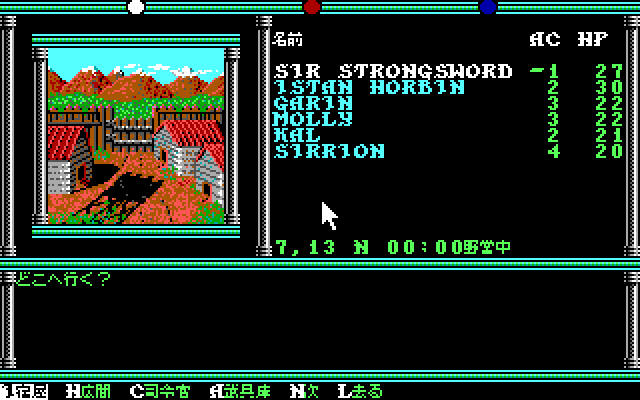 名前 AC HP
SIR STRONGSWORD -1 27
ISTAN HORBIN 2 30
GARIN 3 22
MOLLY 3 22
KAL 2 21
SIRRION 4 20
7,13 N 00:00野営中
どこへ行く?
H広間 C司令官 A武具庫 N次 L去る